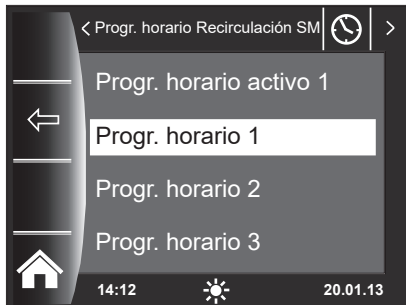 < Progr. horario Recirculación SM >
Progr. horario activo 1
Progr. horario 1
Progr. horario 2
Progr. horario 3
14:12 20.01.13